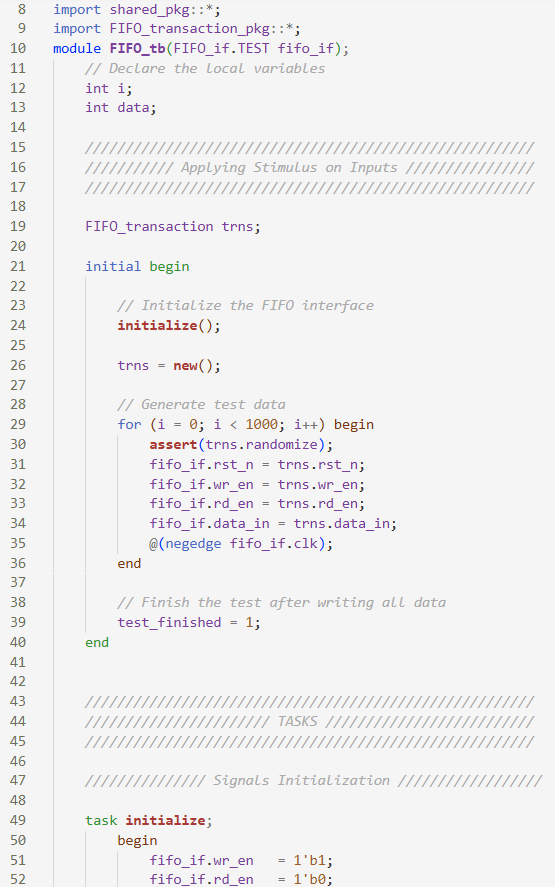 8 import shared_pkg::*;
9 import FIFO_transaction_pkg::*;
10 module FIFO_tb(FIFO_if.TEST fifo_if);
11 // Declare the local variables
12 int i;
13 int data;
14
15 ////////////////////////////////////////////////////////
16 /////////// Applying Stimulus on Inputs ////////////////
17 ////////////////////////////////////////////////////////
18
19 FIFO_transaction trns;
20
21 initial begin
22
23 // Initialize the FIFO interface
24 initialize();
25
26 trns = new();
27
28 // Generate test data
29 for (i = 0; i < 1000; i++) begin
30 assert(trns.randomize);
31 fifo_if.rst_n = trns.rst_n;
32 fifo_if.wr_en = trns.wr_en;
33 fifo_if.rd_en = trns.rd_en;
34 fifo_if.data_in = trns.data_in;
35 @(negedge fifo_if.clk);
36 end
37
38 // Finish the test after writing all data
39 test_finished = 1;
40 end
41
42
43 ////////////////////////////////////////////////////////
44 /////////////////////// TASKS //////////////////////////
45 ////////////////////////////////////////////////////////
46
47 /////////////// Signals Initialization //////////////////
48
49 task initialize;
50 begin
51 fifo_if.wr_en   = 1'b1;
52 fifo_if.rd_en   = 1'b0;